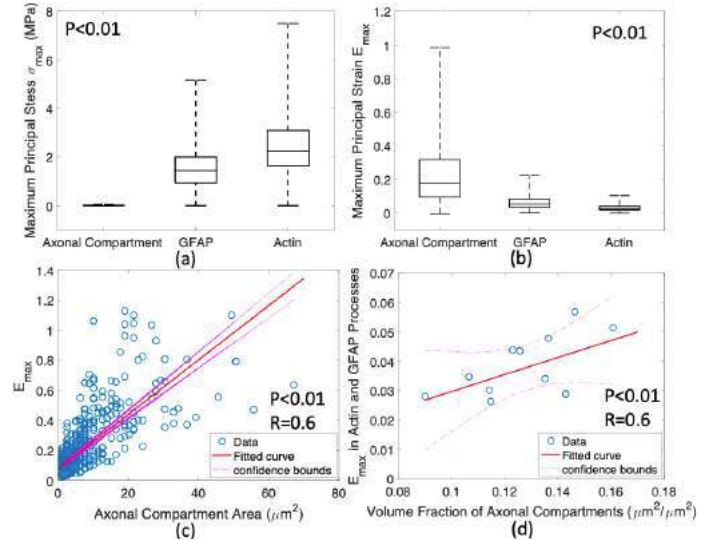 P<0.01
Maximum Principal Stess σmax (MPa)
8
6
4
2
0
Axonal Compartment GFAP Actin
(a)
P<0.01
Maximum Principal Strain Emax
1.2
1
0.8
0.6
0.4
0.2
0
Axonal Compartment GFAP Actin
(b)
Emax
1.4
1.2
1.0
0.8
0.6
0.4
0.2
0
P<0.01
R=0.6
Data
Fitted curve
confidence bounds
0 20 40 60 80
Axonal Compartment Area (μm²)
(c)
Emax in Actin and GFAP Processes
0.07
0.06
0.05
0.04
0.03
0.02
0.01
0
P<0.01
R=0.6
Data
Fitted curve
confidence bounds
0.08 0.1 0.12 0.14 0.16 0.18
Volume Fraction of Axonal Compartments (μm²/μm²)
(d)